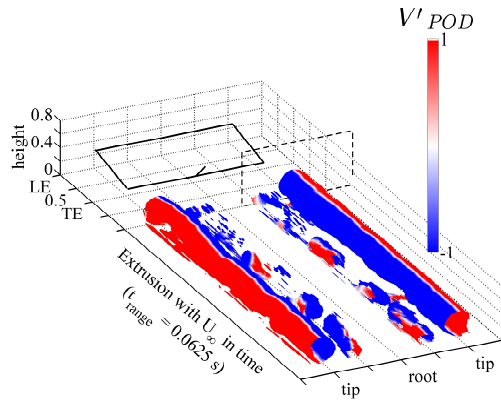 V' POD
1
-1
0.8
0.4
0
height
LE
0.5
TE
Extrusion with U∞ in time
(t range = 0.0625 s)
tip
root
tip